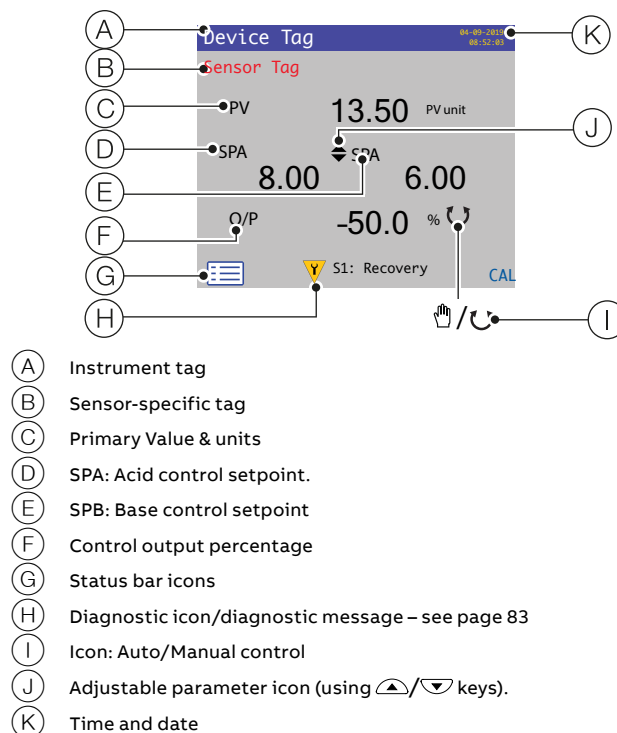 A
Device Tag
04-09-2019
08:52:03
K
B
Sensor Tag
C
PV
13.50 PV unit
J
D
SPA
SPA
E
8.00 6.00
F
O/P
-50.0 %
G
S1: Recovery
CAL
H
/
I
A Instrument tag
B Sensor-specific tag
C Primary Value & units
D SPA: Acid control setpoint.
E SPB: Base control setpoint
F Control output percentage
G Status bar icons
H Diagnostic icon/diagnostic message – see page 83
I Icon: Auto/Manual control
J Adjustable parameter icon (using / keys).
K Time and date